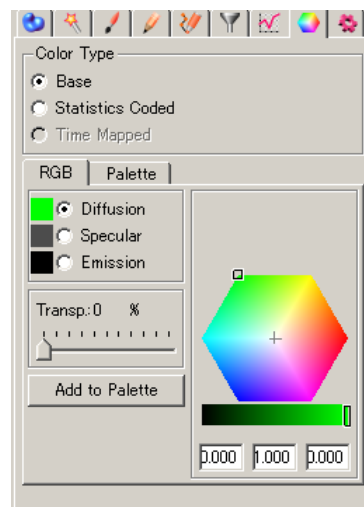 Color Type
Base
Statistics Coded
Time Mapped
RGB Palette
Diffusion
Specular
Emission
Transp.:0 %
Add to Palette
0.000 1.000 0.000